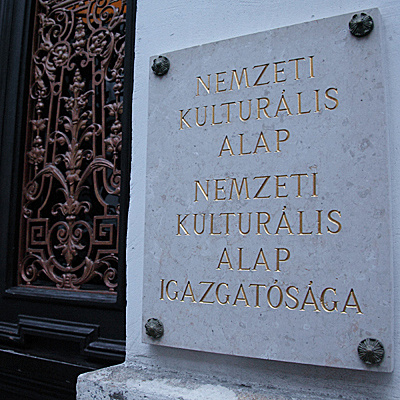 NEMZETI
KULTURÁLIS
ALAP
NEMZETI
KULTURÁLIS
ALAP
IGAZGATÓSÁGA